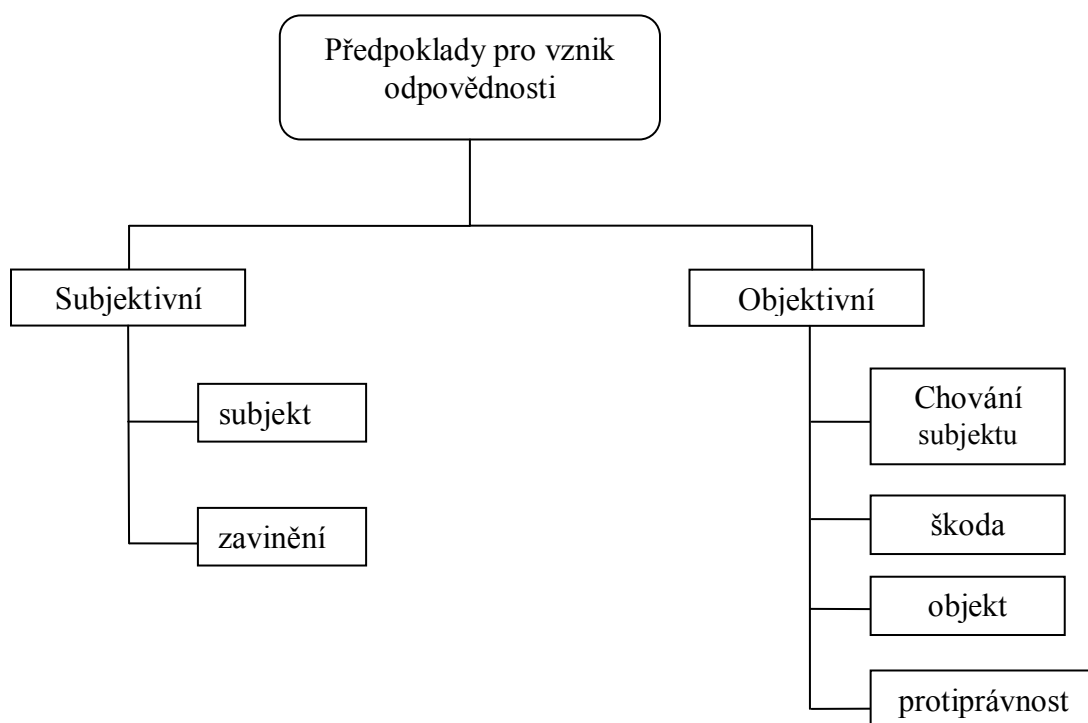 Předpoklady pro vznik
odpovědnosti
Subjektivní
Objektivní
subjekt
zavinění
Chování
subjektu
škoda
objekt
protiprávnost